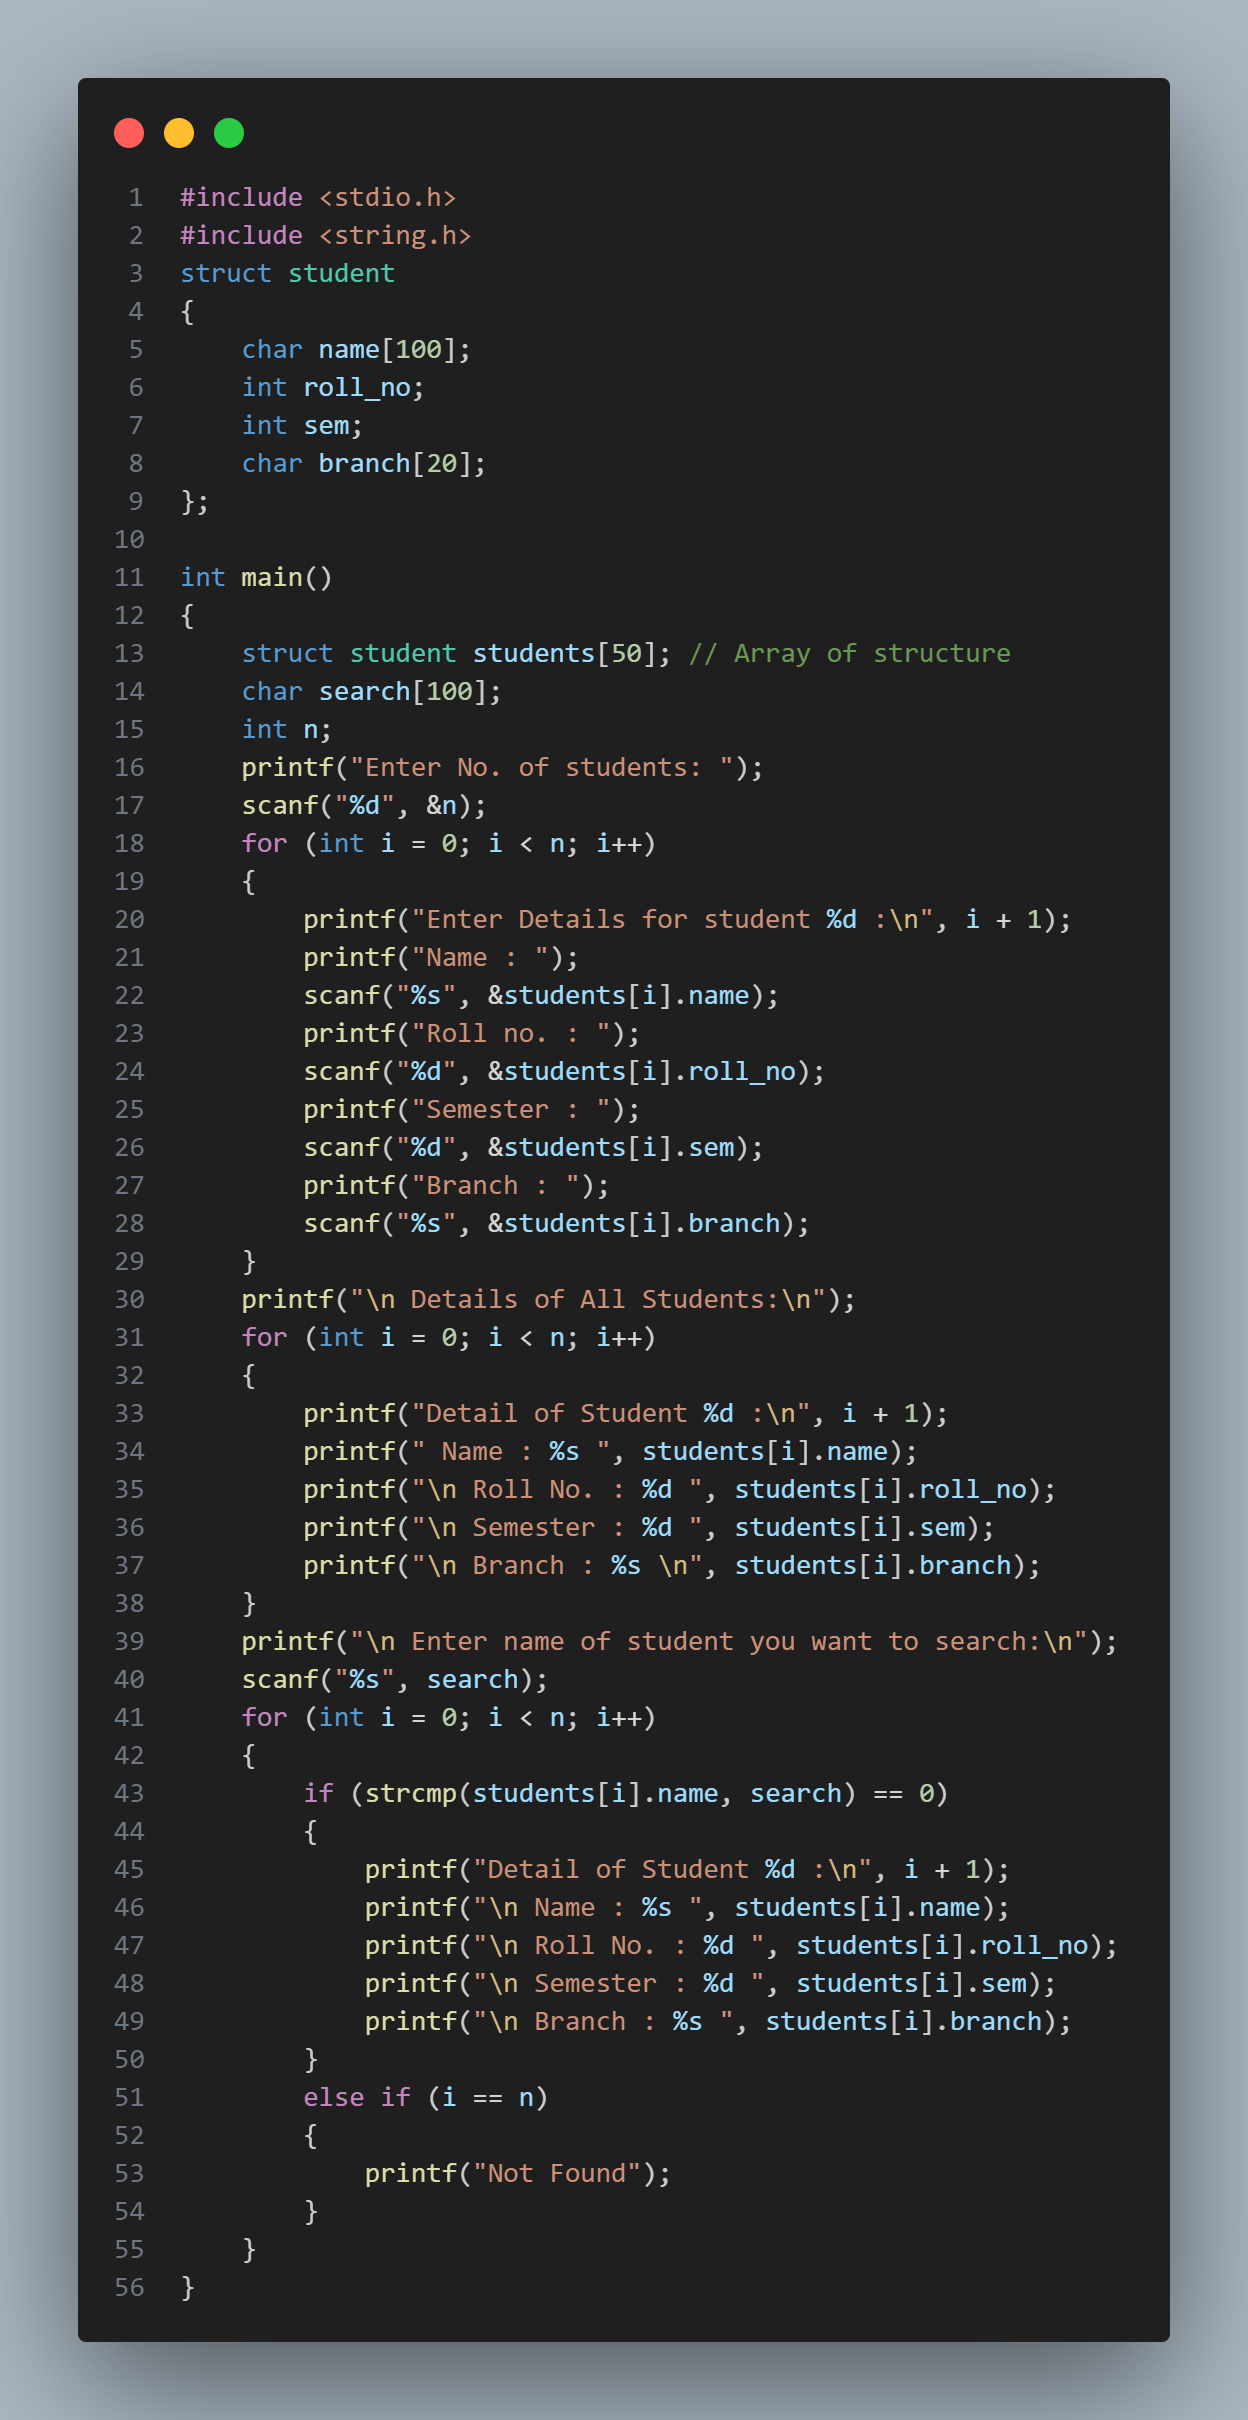 1 #include <stdio.h>
2 #include <string.h>
3 struct student
4 {
5     char name[100];
6     int roll_no;
7     int sem;
8     char branch[20];
9 };
10
11 int main()
12 {
13     struct student students[50]; // Array of structure
14     char search[100];
15     int n;
16     printf("Enter No. of students: ");
17     scanf("%d", &n);
18     for (int i = 0; i < n; i++)
19     {
20         printf("Enter Details for student %d :\n", i + 1);
21         printf("Name : ");
22         scanf("%s", &students[i].name);
23         printf("Roll no. : ");
24         scanf("%d", &students[i].roll_no);
25         printf("Semester : ");
26         scanf("%d", &students[i].sem);
27         printf("Branch : ");
28         scanf("%s", &students[i].branch);
29     }
30     printf("\n Details of All Students:\n");
31     for (int i = 0; i < n; i++)
32     {
33         printf("Detail of Student %d :\n", i + 1);
34         printf(" Name : %s ", students[i].name);
35         printf("\n Roll No. : %d ", students[i].roll_no);
36         printf("\n Semester : %d ", students[i].sem);
37         printf("\n Branch : %s \n", students[i].branch);
38     }
39     printf("\n Enter name of student you want to search:\n");
40     scanf("%s", search);
41     for (int i = 0; i < n; i++)
42     {
43         if (strcmp(students[i].name, search) == 0)
44         {
45             printf("Detail of Student %d :\n", i + 1);
46             printf("\n Name : %s ", students[i].name);
47             printf("\n Roll No. : %d ", students[i].roll_no);
48             printf("\n Semester : %d ", students[i].sem);
49             printf("\n Branch : %s ", students[i].branch);
50         }
51         else if (i == n)
52         {
53             printf("Not Found");
54         }
55     }
56 }